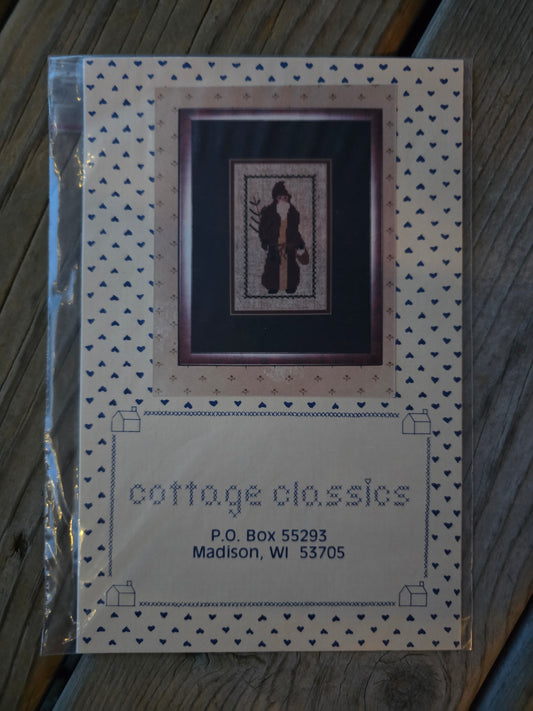 cottage classics
P.O. Box 55293
Madison, WI 53705